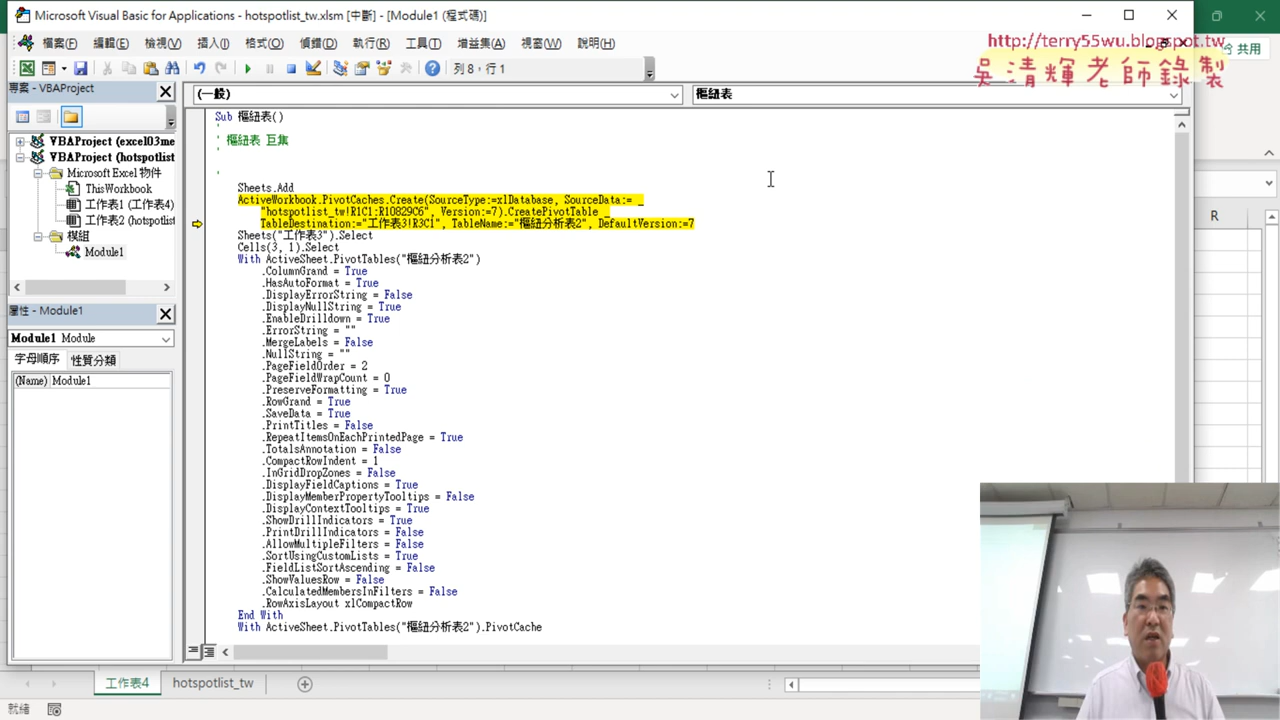 Microsoft Visual Basic for Applications - hotspotlist_tw.xlsm [中斷] - [Module1 (程式碼)]
檔案(F) 編輯(E) 檢視(V) 插入(I) 格式(O) 偵錯(D) 執行(R) 工具(T) 增益集(A) 視窗(W) 說明(H)
http://terry55wu.blogspot.tw
吳清輝老師錄製
共用
列 8，行 1
專案 - VBAProject
(一般)
樞紐表
VBAProject (excel03me
VBAProject (hotspotlist
Microsoft Excel 物件
ThisWorkbook
工作表1 (工作表4)
工作表2 (hotspotl
模組
Module1
屬性 - Module1
Module1 Module
字母順序 性質分類
(Name) Module1
Sub 樞紐表()
'
' 樞紐表 巨集
'
'
Sheets.Add
ActiveWorkbook.PivotCaches.Create(SourceType:=xlDatabase, SourceData:= _
"hotspotlist_tw!R1C1:R10829C6", Version:=7).CreatePivotTable _
TableDestination:="工作表3!R3C1", TableName:="樞紐分析表2", DefaultVersion:=7
Sheets("工作表3").Select
Cells(3, 1).Select
With ActiveSheet.PivotTables("樞紐分析表2")
.ColumnGrand = True
.HasAutoFormat = True
.DisplayErrorString = False
.DisplayNullString = True
.EnableDrilldown = True
.ErrorString = ""
.MergeLabels = False
.NullString = ""
.PageFieldOrder = 2
.PageFieldWrapCount = 0
.PreserveFormatting = True
.RowGrand = True
.SaveData = True
.PrintTitles = False
.RepeatItemsOnEachPrintedPage = True
.TotalsAnnotation = False
.CompactRowIndent = 1
.InGridDropZones = False
.DisplayFieldCaptions = True
.DisplayMemberPropertyTooltips = False
.DisplayContextTooltips = True
.ShowDrillIndicators = True
.PrintDrillIndicators = False
.AllowMultipleFilters = False
.SortUsingCustomLists = True
.FieldListSortAscending = False
.ShowValuesRow = False
.CalculatedMembersInFilters = False
.RowAxisLayout xlCompactRow
End With
With ActiveSheet.PivotTables("樞紐分析表2").PivotCache
R
工作表4 hotspotlist_tw
就緒